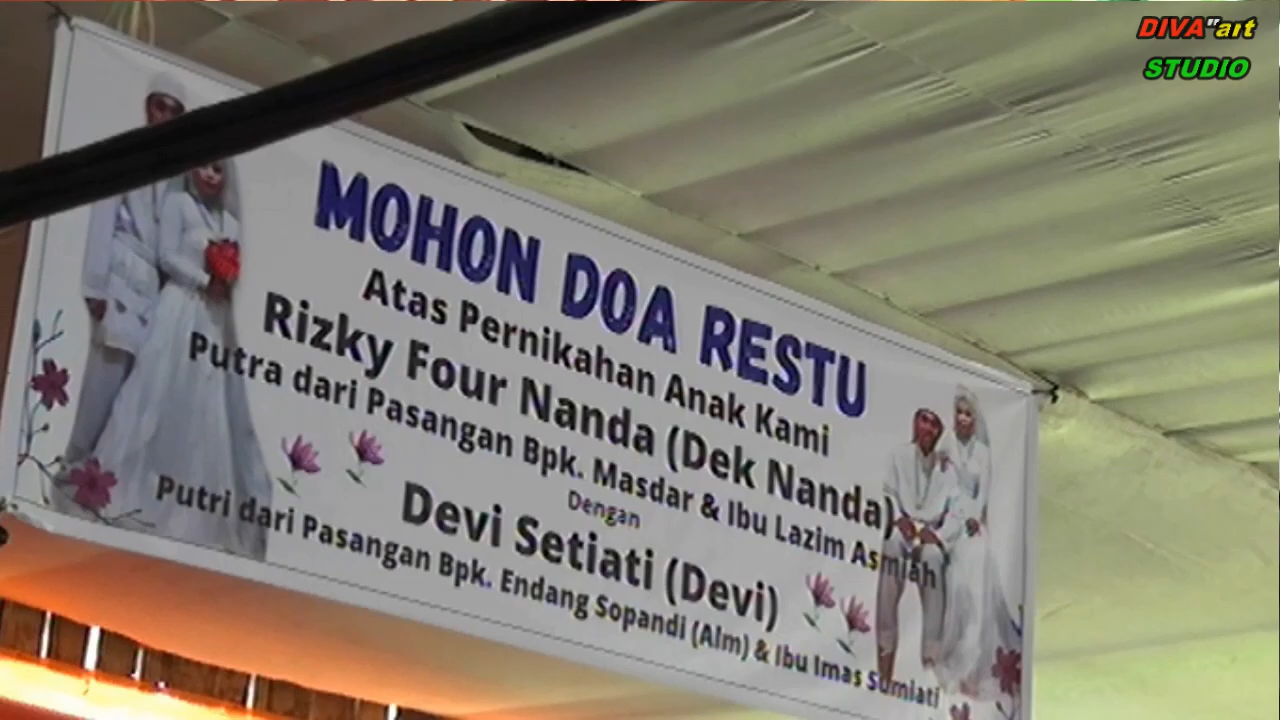 DIVA"art
STUDIO
MOHON DOA RESTU
Atas Pernikahan Anak Kami
Rizky Four Nanda (Dek Nanda)
Putra dari Pasangan Bpk. Masdar & Ibu Lazim Asmiah
Dengan
Devi Setiati (Devi)
Putri dari Pasangan Bpk. Endang Sopandi (Alm) & Ibu Imas Sumiati